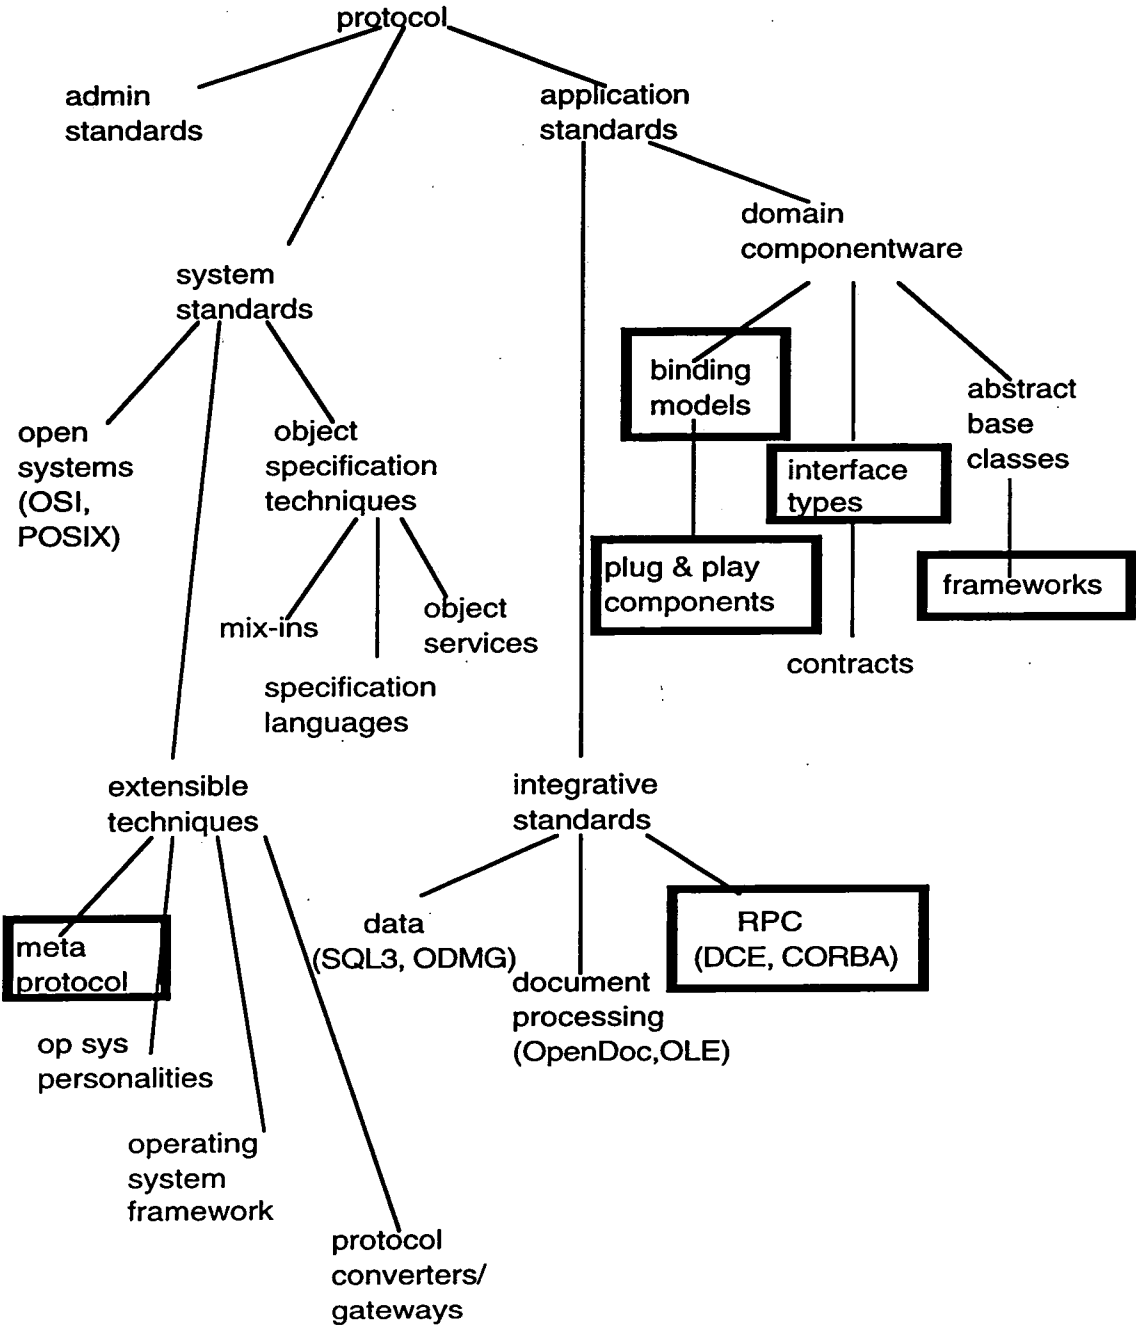 protocol
admin
standards
application
standards
domain
componentware
system
standards
binding
models
abstract
base
classes
open
systems
(OSI,
POSIX)
object
specification
techniques
interface
types
plug & play
components
frameworks
mix-ins
object
services
contracts
specification
languages
extensible
techniques
integrative
standards
data
(SQL3, ODMG)
RPC
(DCE, CORBA)
meta
protocol
document
processing
(OpenDoc,OLE)
op sys
personalities
operating
system
framework
protocol
converters/
gateways